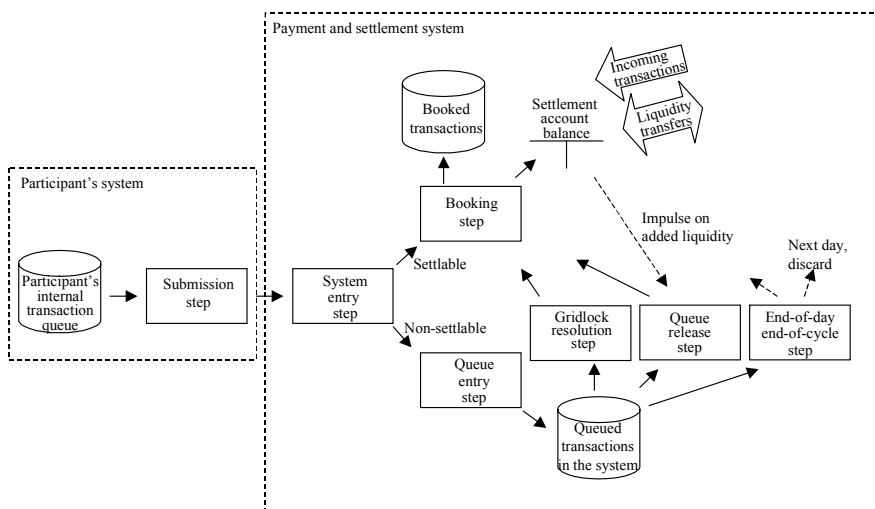 Payment and settlement system
Incoming
transactions
Liquidity
transfers
Booked
transactions
Settlement
account
balance
Participant's system
Booking
step
Impulse on
added liquidity
Next day,
discard
Settlable
Participant's
internal
transaction
queue
Submission
step
System
entry
step
Non-settlable
Gridlock
resolution
step
Queue
release
step
End-of-day
end-of-cycle
step
Queue
entry
step
Queued
transactions
in the system